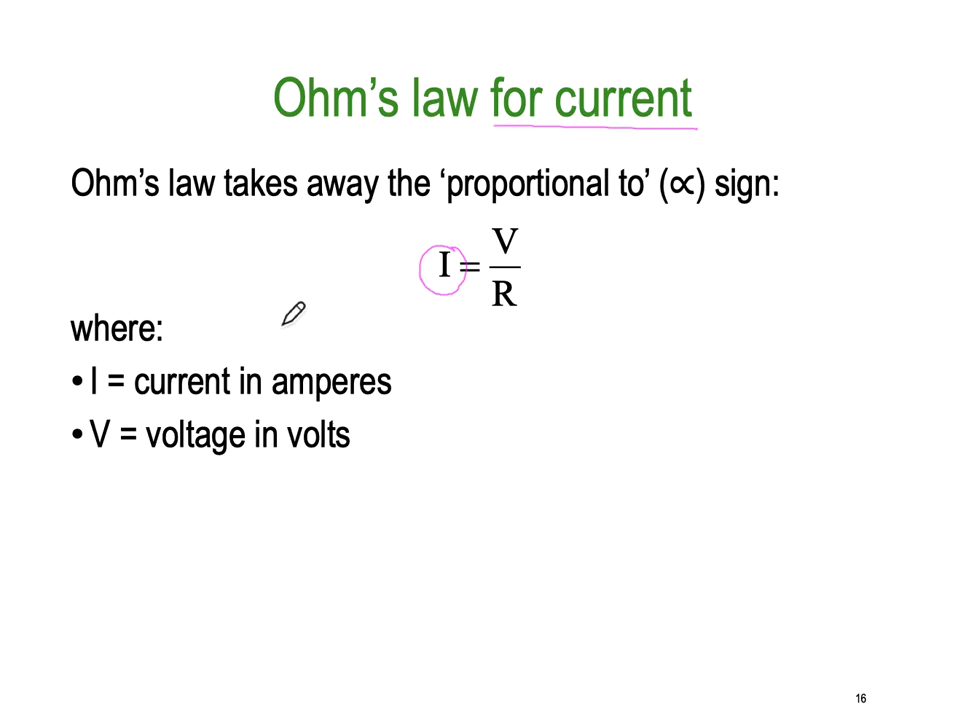 Ohm’s law for current
Ohm’s law takes away the ‘proportional to’ (∝) sign:
I = V/R
where:
• I = current in amperes
• V = voltage in volts
16